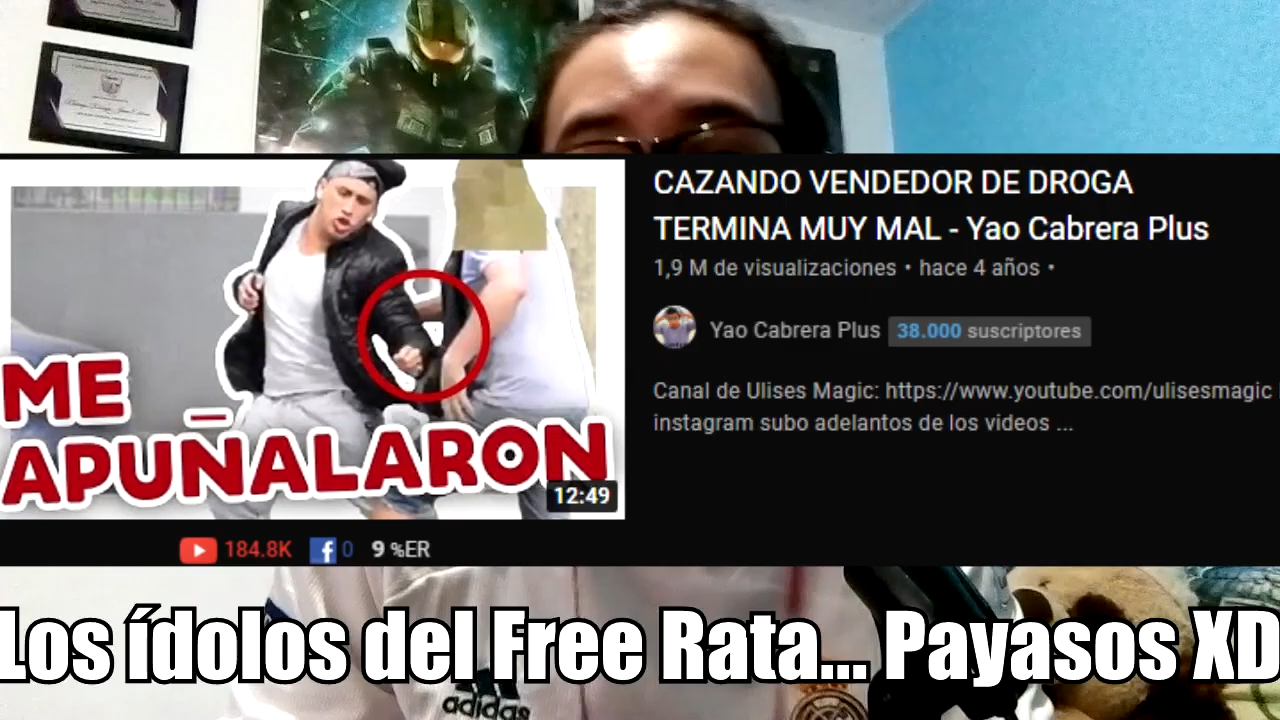 CAZANDO VENDEDOR DE DROGA
TERMINA MUY MAL - Yao Cabrera Plus
1,9 M de visualizaciones • hace 4 años •
Yao Cabrera Plus 38.000 suscriptores
Canal de Ulises Magic: https://www.youtube.com/ulisesmagic
instagram subo adelantos de los videos ...
ME
APUÑALARON
12:49
184.8K 0 9 %ER
Los ídolos del Free Rata... Payasos XD
adidas